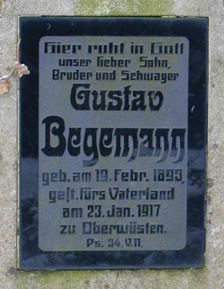 Hier ruht in Gott
unser lieber Sohn,
Bruder und Schwager
Gustav
Begemann
geb. am 19. Febr. 1893
gest. fürs Vaterland
am 23. Jan. 1917
zu Oberwüsten.
Ps. 34. V. 11.